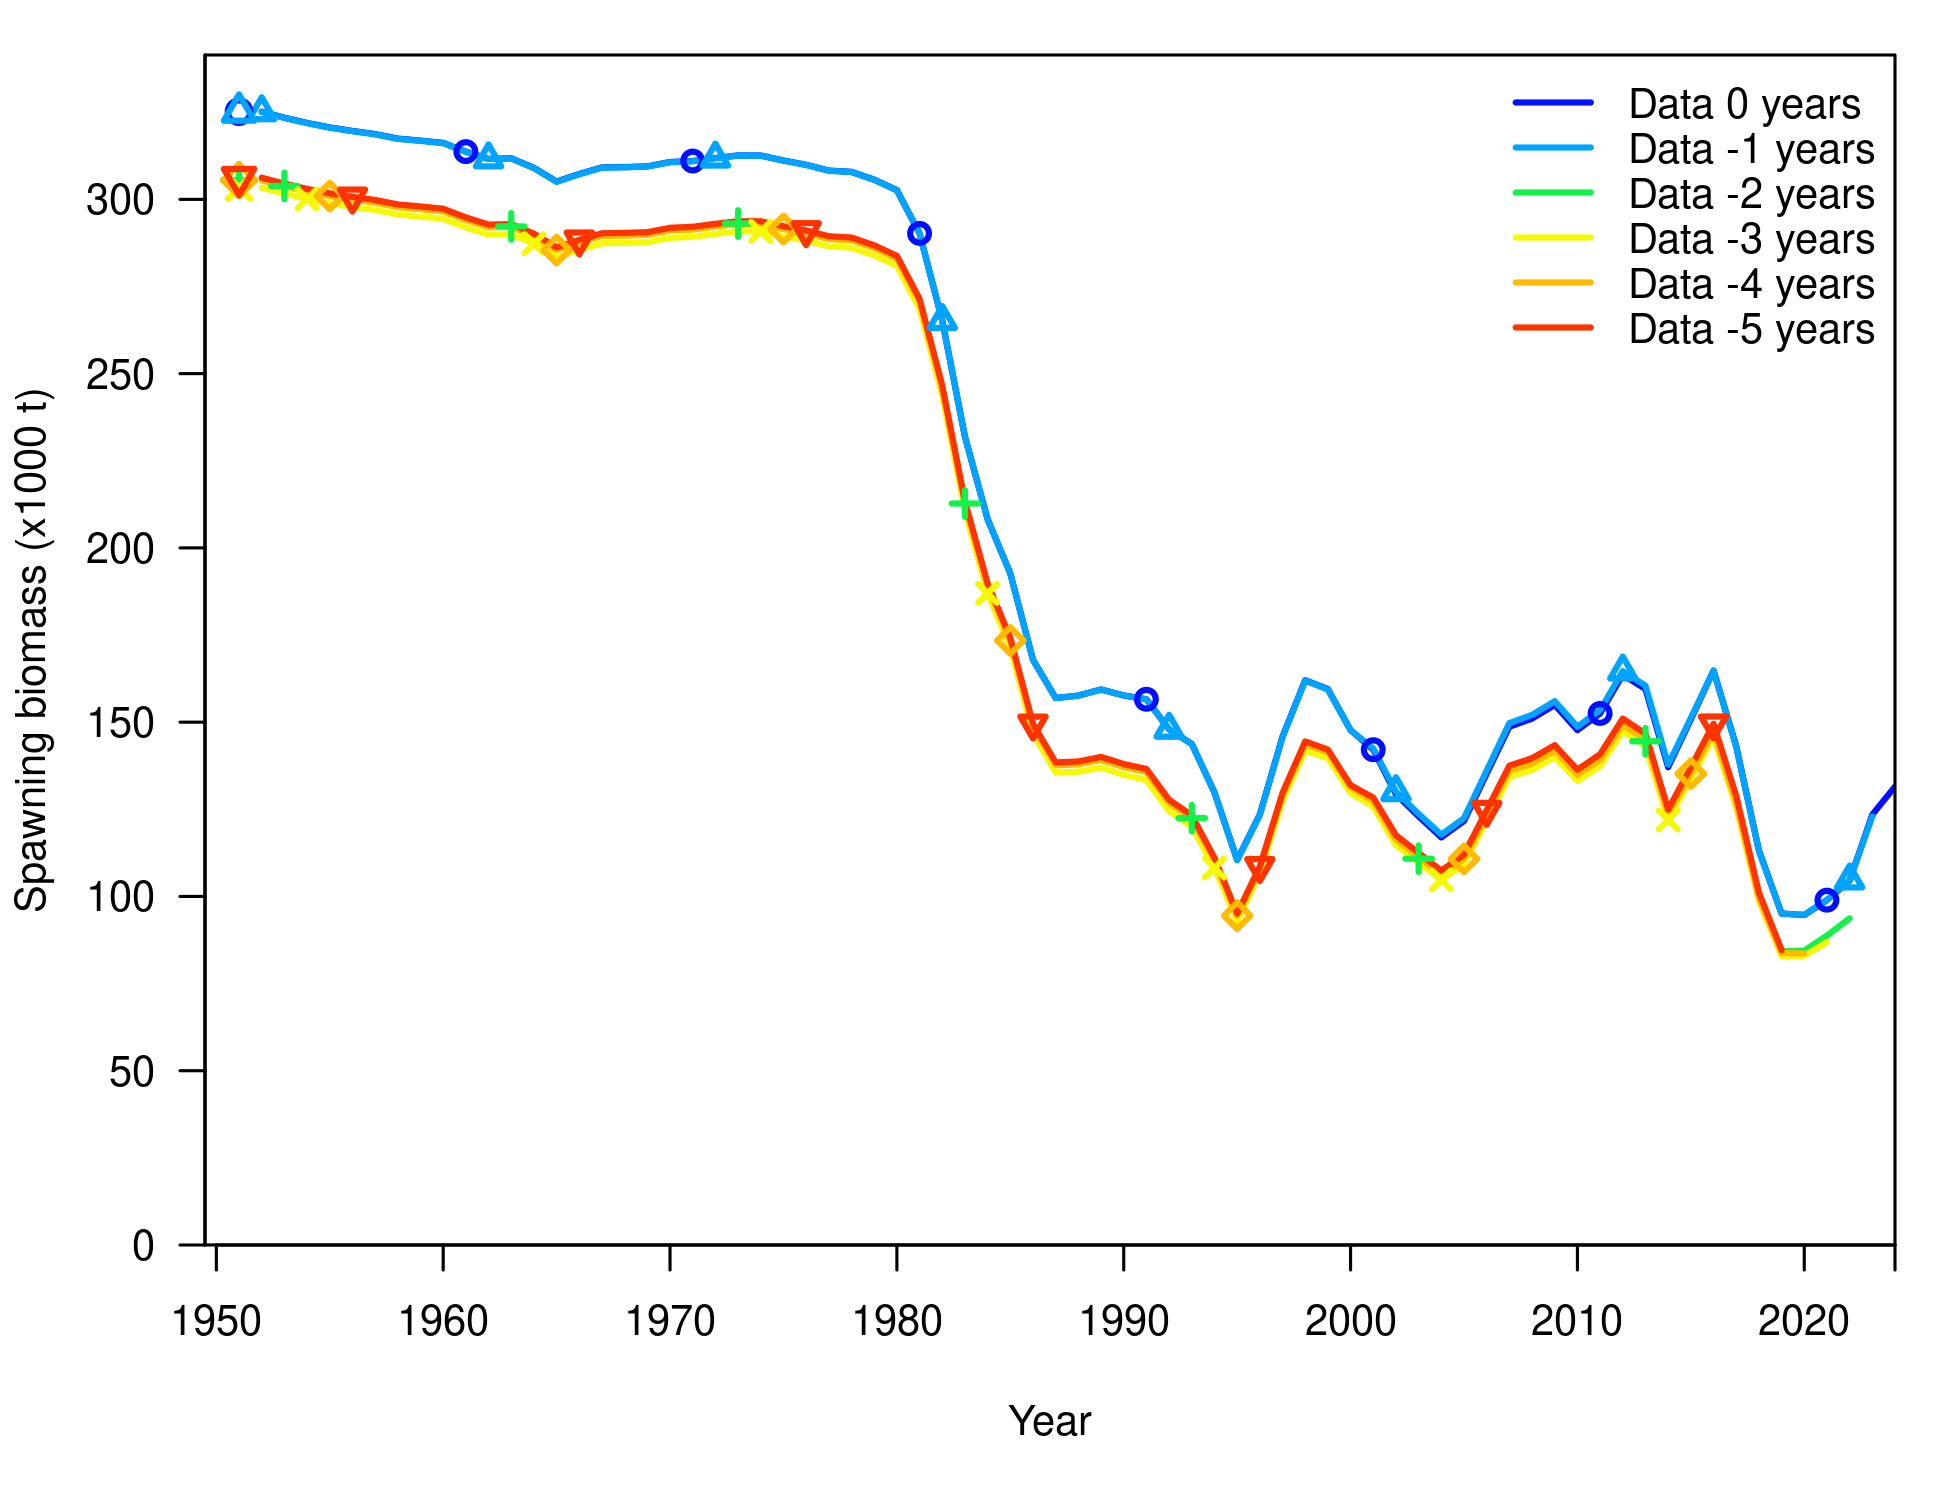 Data 0 years
Data -1 years
Data -2 years
Data -3 years
Data -4 years
Data -5 years
300
250
200
150
100
50
0
Spawning biomass (x1000 t)
1950 1960 1970 1980 1990 2000 2010 2020
Year